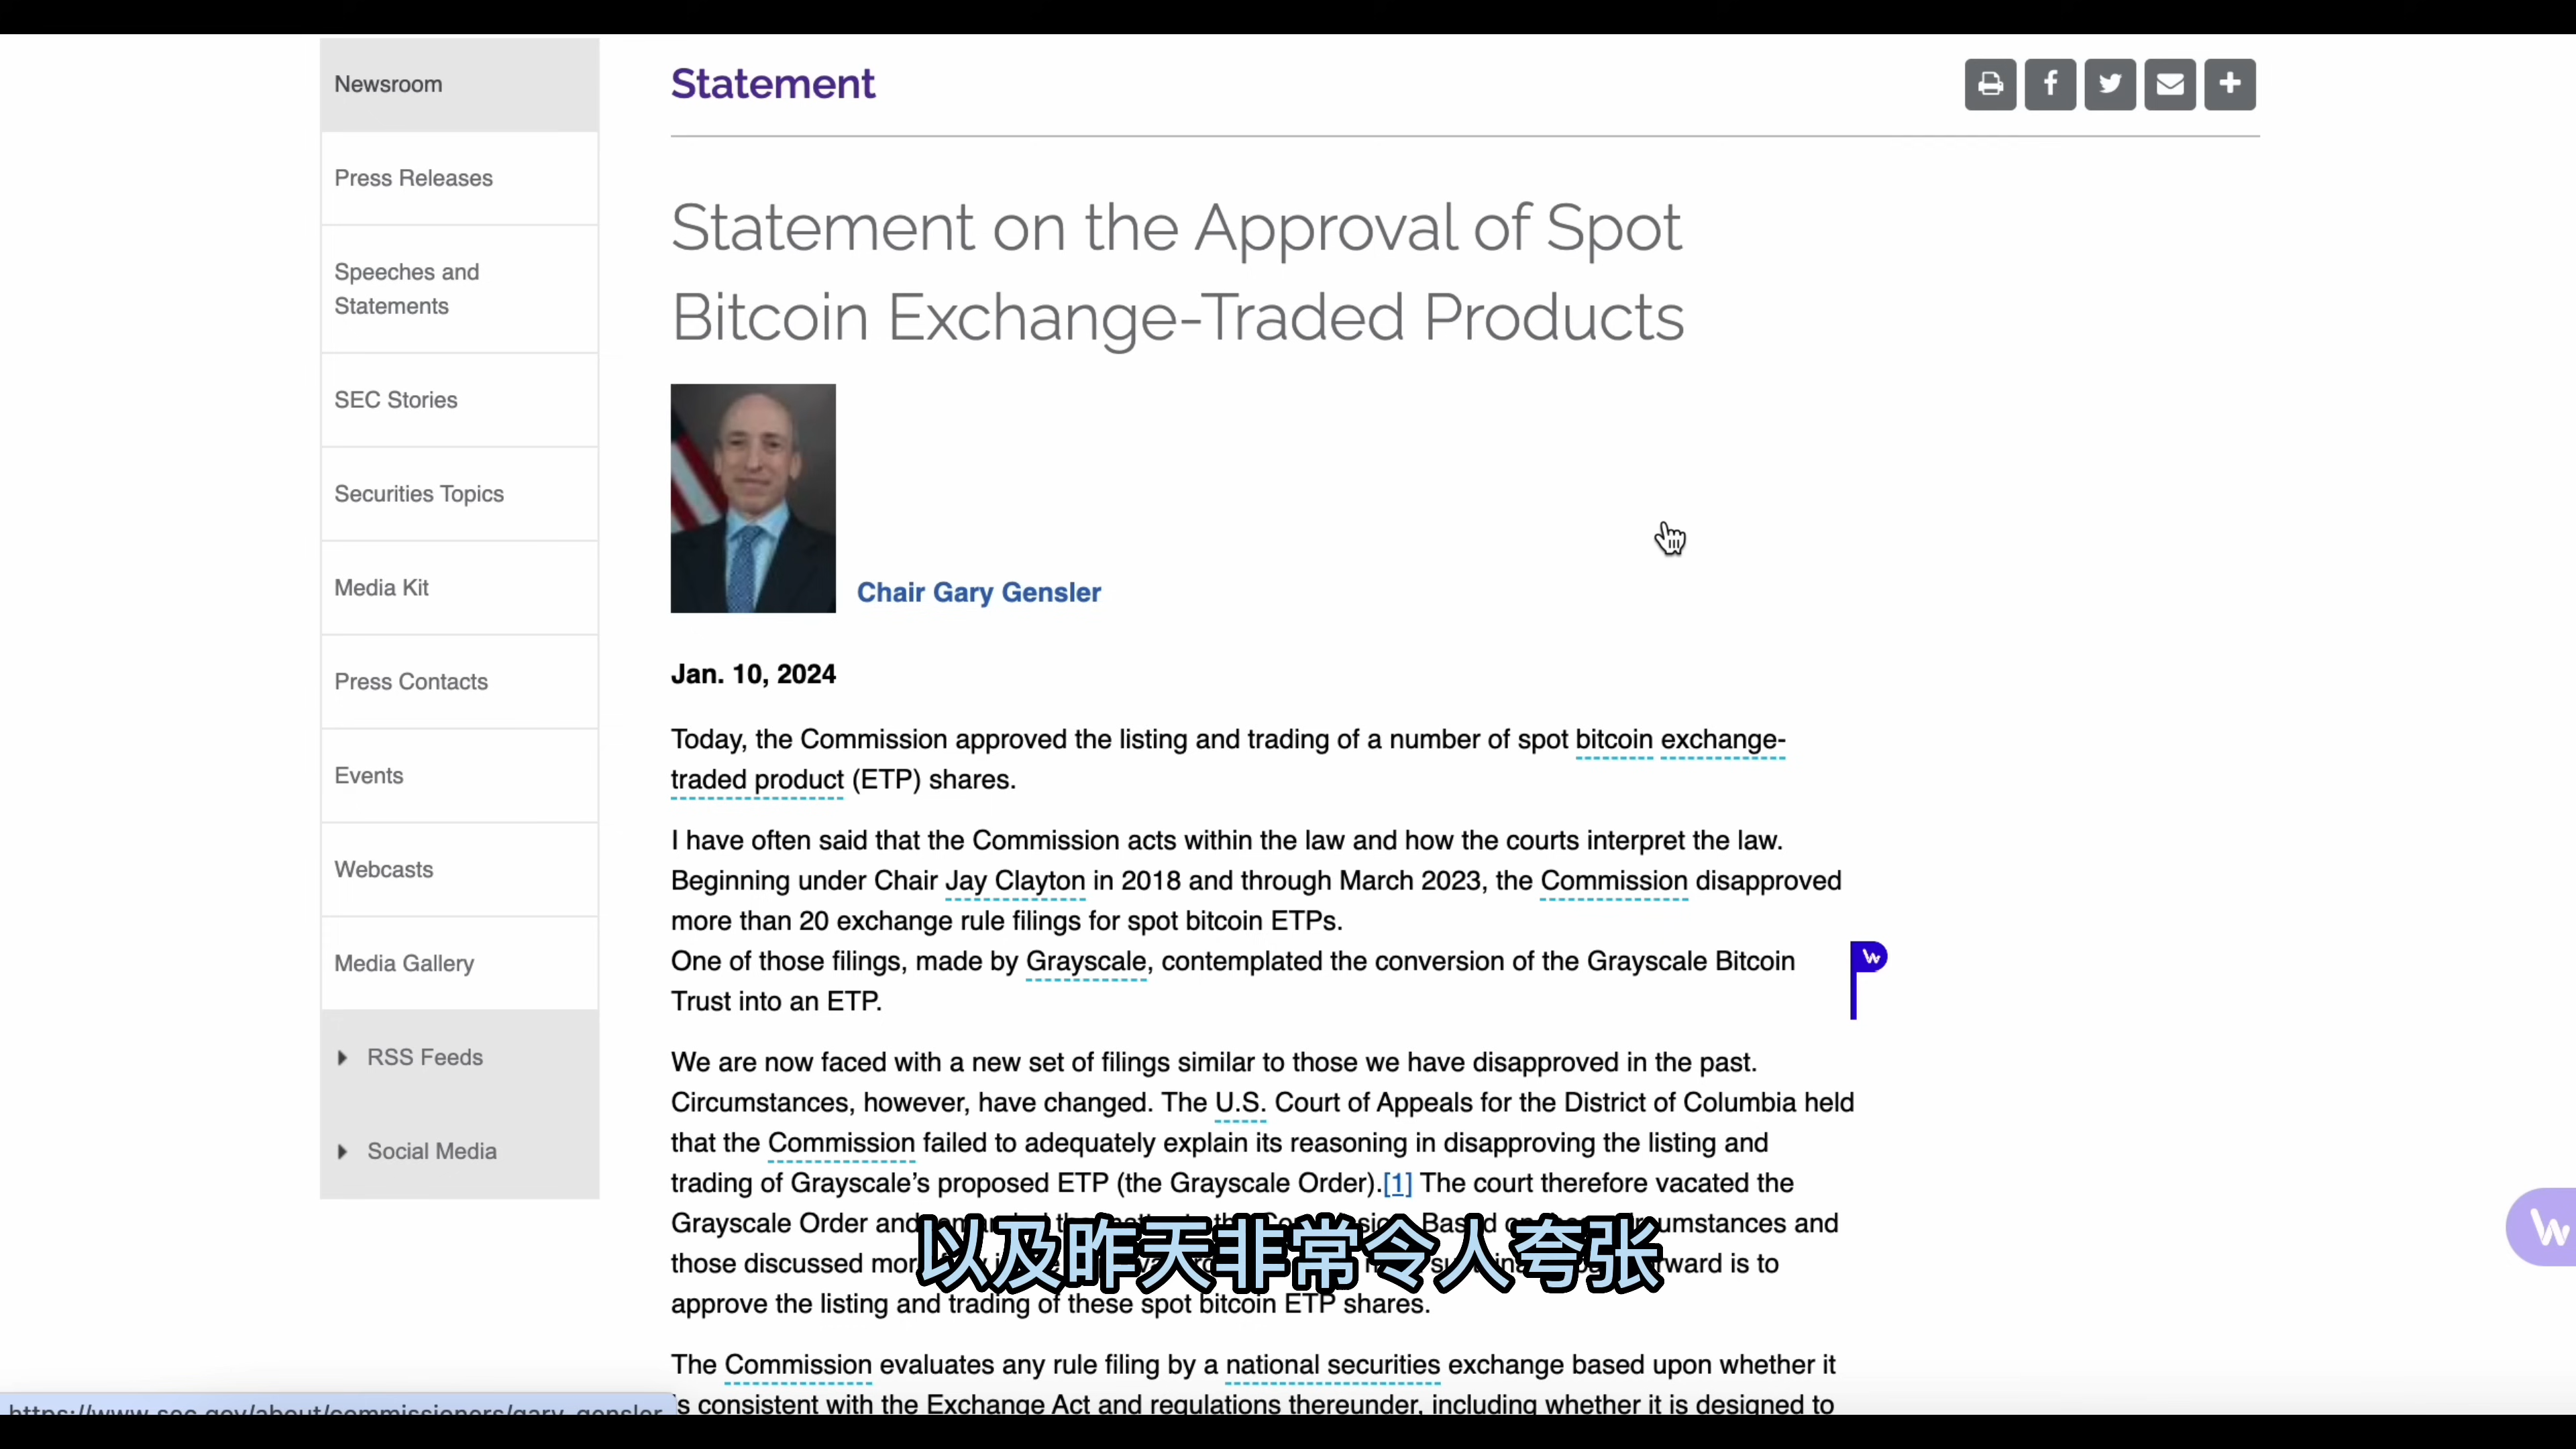 Newsroom
Press Releases
Speeches and
Statements
SEC Stories
Securities Topics
Media Kit
Press Contacts
Events
Webcasts
Media Gallery
RSS Feeds
Social Media
Statement
Statement on the Approval of Spot
Bitcoin Exchange-Traded Products
Chair Gary Gensler
Jan. 10, 2024
Today, the Commission approved the listing and trading of a number of spot bitcoin exchange-
traded product (ETP) shares.
I have often said that the Commission acts within the law and how the courts interpret the law.
Beginning under Chair Jay Clayton in 2018 and through March 2023, the Commission disapproved
more than 20 exchange rule filings for spot bitcoin ETPs.
One of those filings, made by Grayscale, contemplated the conversion of the Grayscale Bitcoin
Trust into an ETP.
We are now faced with a new set of filings similar to those we have disapproved in the past.
Circumstances, however, have changed. The U.S. Court of Appeals for the District of Columbia held
that the Commission failed to adequately explain its reasoning in disapproving the listing and
trading of Grayscale’s proposed ETP (the Grayscale Order).[1] The court therefore vacated the
Grayscale Order and Based umstances and
those discussed rward is to
approve the listing and trading of these spot bitcoin ETP shares.
以及昨天非常令人夸张
The Commission evaluates any rule filing by a national securities exchange based upon whether it
is consistent with the Exchange Act and regulations thereunder, including whether it is designed to
https://www.sec.gov/about/commissioners/gary-gensler